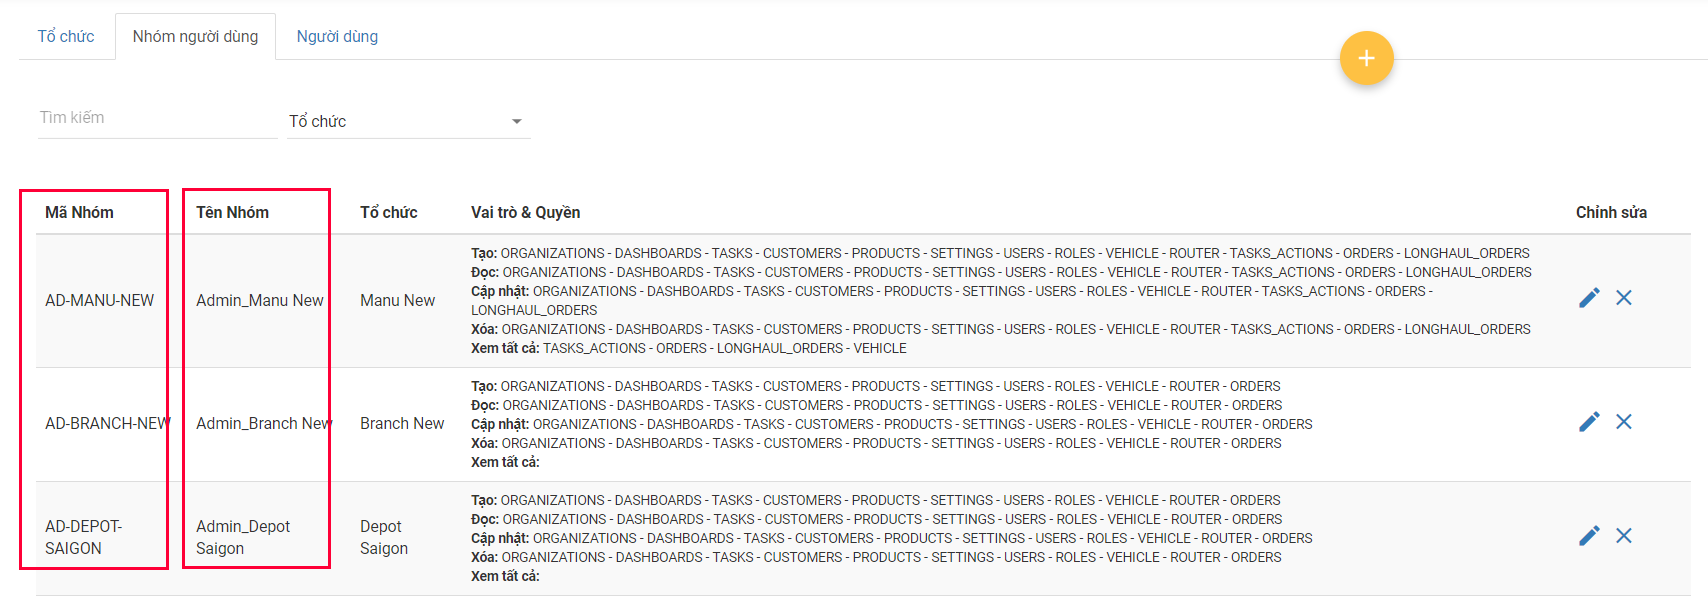 Tổ chức
Nhóm người dùng
Người dùng
Tìm kiếm
Tổ chức
Mã Nhóm
Tên Nhóm
Tổ chức
Vai trò & Quyền
Chỉnh sửa
AD-MANU-NEW
Admin_Manu New
Manu New
Tạo: ORGANIZATIONS - DASHBOARDS - TASKS - CUSTOMERS - PRODUCTS - SETTINGS - USERS - ROLES - VEHICLE - ROUTER - TASKS_ACTIONS - ORDERS - LONGHAUL_ORDERS
Đọc: ORGANIZATIONS - DASHBOARDS - TASKS - CUSTOMERS - PRODUCTS - SETTINGS - USERS - ROLES - VEHICLE - ROUTER - TASKS_ACTIONS - ORDERS - LONGHAUL_ORDERS
Cập nhật: ORGANIZATIONS - DASHBOARDS - TASKS - CUSTOMERS - PRODUCTS - SETTINGS - USERS - ROLES - VEHICLE - ROUTER - TASKS_ACTIONS - ORDERS -
LONGHAUL_ORDERS
Xóa: ORGANIZATIONS - DASHBOARDS - TASKS - CUSTOMERS - PRODUCTS - SETTINGS - USERS - ROLES - VEHICLE - ROUTER - TASKS_ACTIONS - ORDERS - LONGHAUL_ORDERS
Xem tất cả: TASKS_ACTIONS - ORDERS - LONGHAUL_ORDERS - VEHICLE
AD-BRANCH-NEW
Admin_Branch New
Branch New
Tạo: ORGANIZATIONS - DASHBOARDS - TASKS - CUSTOMERS - PRODUCTS - SETTINGS - USERS - ROLES - VEHICLE - ROUTER - ORDERS
Đọc: ORGANIZATIONS - DASHBOARDS - TASKS - CUSTOMERS - PRODUCTS - SETTINGS - USERS - ROLES - VEHICLE - ROUTER - ORDERS
Cập nhật: ORGANIZATIONS - DASHBOARDS - TASKS - CUSTOMERS - PRODUCTS - SETTINGS - USERS - ROLES - VEHICLE - ROUTER - ORDERS
Xóa: ORGANIZATIONS - DASHBOARDS - TASKS - CUSTOMERS - PRODUCTS - SETTINGS - USERS - ROLES - VEHICLE - ROUTER - ORDERS
Xem tất cả:
AD-DEPOT-
SAIGON
Admin_Depot
Saigon
Depot
Saigon
Tạo: ORGANIZATIONS - DASHBOARDS - TASKS - CUSTOMERS - PRODUCTS - SETTINGS - USERS - ROLES - VEHICLE - ROUTER - ORDERS
Đọc: ORGANIZATIONS - DASHBOARDS - TASKS - CUSTOMERS - PRODUCTS - SETTINGS - USERS - ROLES - VEHICLE - ROUTER - ORDERS
Cập nhật: ORGANIZATIONS - DASHBOARDS - TASKS - CUSTOMERS - PRODUCTS - SETTINGS - USERS - ROLES - VEHICLE - ROUTER - ORDERS
Xóa: ORGANIZATIONS - DASHBOARDS - TASKS - CUSTOMERS - PRODUCTS - SETTINGS - USERS - ROLES - VEHICLE - ROUTER - ORDERS
Xem tất cả: